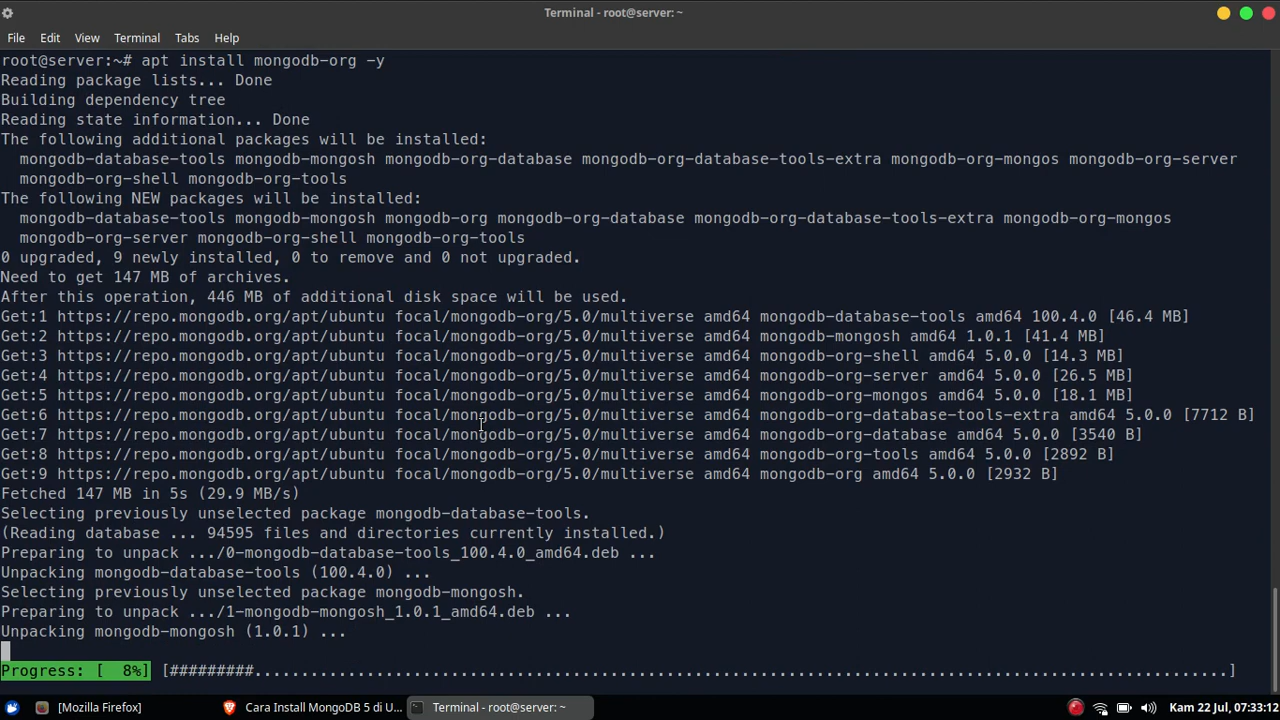 Terminal - root@server: ~
File Edit View Terminal Tabs Help
root@server:~# apt install mongodb-org -y
Reading package lists... Done
Building dependency tree
Reading state information... Done
The following additional packages will be installed:
  mongodb-database-tools mongodb-mongosh mongodb-org-database mongodb-org-database-tools-extra mongodb-org-mongos mongodb-org-server
  mongodb-org-shell mongodb-org-tools
The following NEW packages will be installed:
  mongodb-database-tools mongodb-mongosh mongodb-org mongodb-org-database mongodb-org-database-tools-extra mongodb-org-mongos
  mongodb-org-server mongodb-org-shell mongodb-org-tools
0 upgraded, 9 newly installed, 0 to remove and 0 not upgraded.
Need to get 147 MB of archives.
After this operation, 446 MB of additional disk space will be used.
Get:1 https://repo.mongodb.org/apt/ubuntu focal/mongodb-org/5.0/multiverse amd64 mongodb-database-tools amd64 100.4.0 [46.4 MB]
Get:2 https://repo.mongodb.org/apt/ubuntu focal/mongodb-org/5.0/multiverse amd64 mongodb-mongosh amd64 1.0.1 [41.4 MB]
Get:3 https://repo.mongodb.org/apt/ubuntu focal/mongodb-org/5.0/multiverse amd64 mongodb-org-shell amd64 5.0.0 [14.3 MB]
Get:4 https://repo.mongodb.org/apt/ubuntu focal/mongodb-org/5.0/multiverse amd64 mongodb-org-server amd64 5.0.0 [26.5 MB]
Get:5 https://repo.mongodb.org/apt/ubuntu focal/mongodb-org/5.0/multiverse amd64 mongodb-org-mongos amd64 5.0.0 [18.1 MB]
Get:6 https://repo.mongodb.org/apt/ubuntu focal/mongodb-org/5.0/multiverse amd64 mongodb-org-database-tools-extra amd64 5.0.0 [7712 B]
Get:7 https://repo.mongodb.org/apt/ubuntu focal/mongodb-org/5.0/multiverse amd64 mongodb-org-database amd64 5.0.0 [3540 B]
Get:8 https://repo.mongodb.org/apt/ubuntu focal/mongodb-org/5.0/multiverse amd64 mongodb-org-tools amd64 5.0.0 [2892 B]
Get:9 https://repo.mongodb.org/apt/ubuntu focal/mongodb-org/5.0/multiverse amd64 mongodb-org amd64 5.0.0 [2932 B]
Fetched 147 MB in 5s (29.9 MB/s)
Selecting previously unselected package mongodb-database-tools.
(Reading database ... 94595 files and directories currently installed.)
Preparing to unpack .../0-mongodb-database-tools_100.4.0_amd64.deb ...
Unpacking mongodb-database-tools (100.4.0) ...
Selecting previously unselected package mongodb-mongosh.
Preparing to unpack .../1-mongodb-mongosh_1.0.1_amd64.deb ...
Unpacking mongodb-mongosh (1.0.1) ...
Progress: [  8%] [#########........................................................................................................]
[Mozilla Firefox] Cara Install MongoDB 5 di U... Terminal - root@server: ~ Kam 22 Jul, 07:33:12